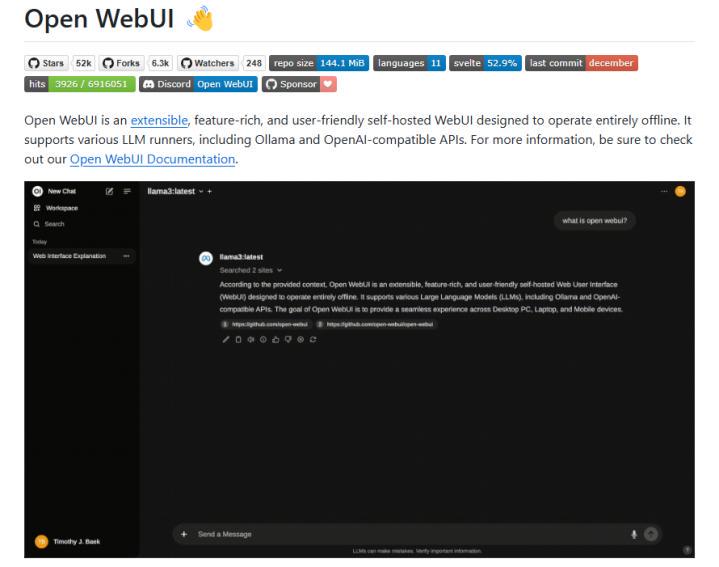 Open WebUI 👋
Stars 52k Forks 6.3k Watchers 248 repo size 144.1 MiB languages 11 svelte 52.9% last commit december
hits 3926 / 6916051 Discord Open WebUI Sponsor
Open WebUI is an extensible, feature-rich, and user-friendly self-hosted WebUI designed to operate entirely offline. It
supports various LLM runners, including Ollama and OpenAI-compatible APIs. For more information, be sure to check
out our Open WebUI Documentation.
OI New Chat
llama3:latest
Workspace
Search
what is open webui?
Today
Web Interface Explanation
llama3:latest
Searched 2 sites
According to the provided context, Open WebUI is an extensible, feature-rich, and user-friendly self-hosted Web User Interface
(WebUI) designed to operate entirely offline. It supports various Large Language Models (LLMs), including Ollama and OpenAI-
compatible APIs. The goal of Open WebUI is to provide a seamless experience across Desktop PC, Laptop, and Mobile devices.
1 https://github.com/open-webui 2 https://github.com/open-webui/open-webui
Timothy J. Baek
Send a Message
LLMs can make mistakes. Verify important information.